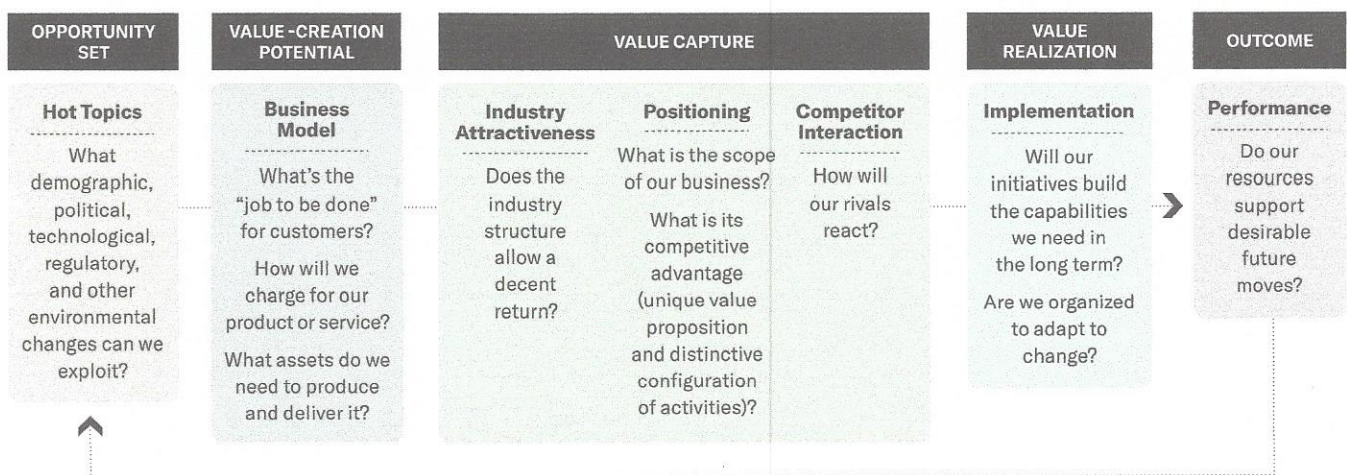 OPPORTUNITY
SET
Hot Topics
What
demographic,
political,
technological,
regulatory,
and other
environmental
changes can we
exploit?
VALUE-CREATION
POTENTIAL
Business
Model
What's the
"job to be done"
for customers?
How will we
charge for our
product or service?
What assets do we
need to produce
and deliver it?
VALUE CAPTURE
Industry
Attractiveness
Does the
industry
structure
allow a
decent
return?
Positioning
What is the scope
of our business?
What is its
competitive
advantage
(unique value
proposition
and distinctive
configuration
of activities)?
Competitor
Interaction
How will
our rivals
react?
VALUE
REALIZATION
Implementation
Will our
initiatives build
the capabilities
we need in
the long term?
Are we organized
to adapt to
change?
OUTCOME
Performance
Do our
resources
support
desirable
future
moves?